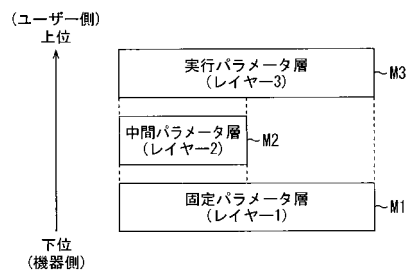 (ユーザー側)
上位
実行パラメータ層
(レイヤー3)
M3
中間パラメータ層
(レイヤー2)
M2
固定パラメータ層
(レイヤー1)
M1
下位
(機器側)